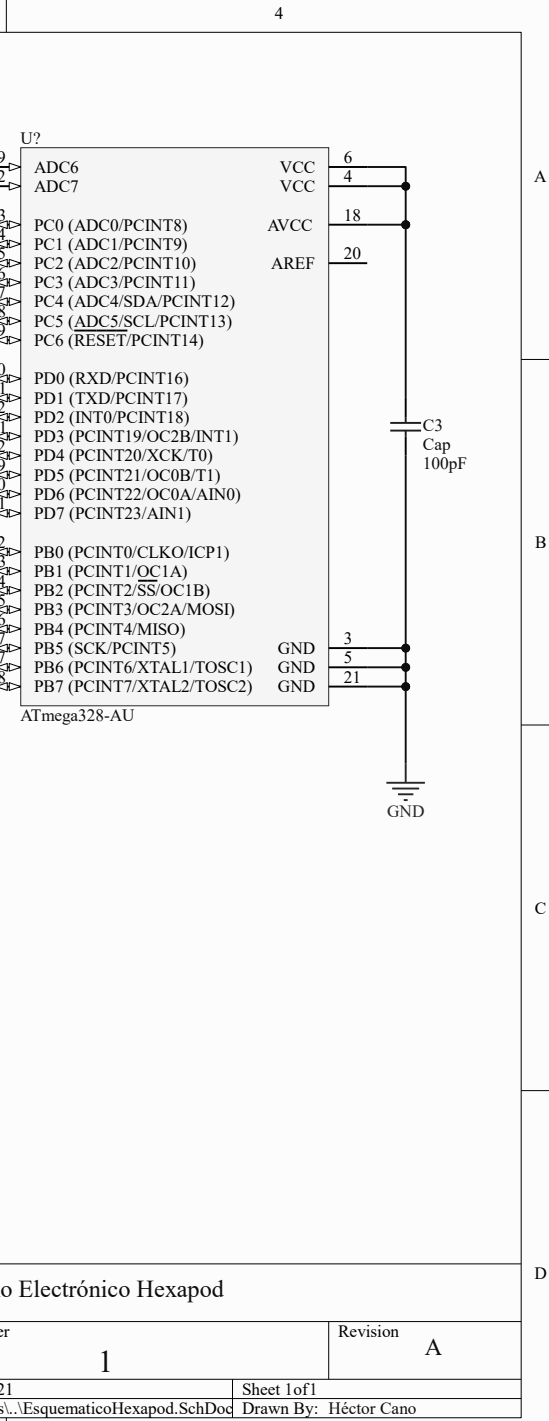 4
U?
ADC6
ADC7
VCC 6
VCC 4
A
PC0 (ADC0/PCINT8)
PC1 (ADC1/PCINT9)
PC2 (ADC2/PCINT10)
PC3 (ADC3/PCINT11)
PC4 (ADC4/SDA/PCINT12)
PC5 (ADC5/SCL/PCINT13)
PC6 (RESET/PCINT14)
AVCC 18
AREF 20
PD0 (RXD/PCINT16)
PD1 (TXD/PCINT17)
PD2 (INT0/PCINT18)
PD3 (PCINT19/OC2B/INT1)
PD4 (PCINT20/XCK/T0)
PD5 (PCINT21/OC0B/T1)
PD6 (PCINT22/OC0A/AIN0)
PD7 (PCINT23/AIN1)
C3
Cap
100pF
B
PB0 (PCINT0/CLKO/ICP1)
PB1 (PCINT1/OC1A)
PB2 (PCINT2/SS/OC1B)
PB3 (PCINT3/OC2A/MOSI)
PB4 (PCINT4/MISO)
PB5 (SCK/PCINT5)
PB6 (PCINT6/XTAL1/TOSC1)
PB7 (PCINT7/XTAL2/TOSC2)
GND 3
GND 5
GND 21
ATmega328-AU
GND
C
D
o Electrónico Hexapod
er
1
Revision
A
21
Sheet 1of1
s\..\EsquematicoHexapod.SchDoc
Drawn By: Héctor Cano